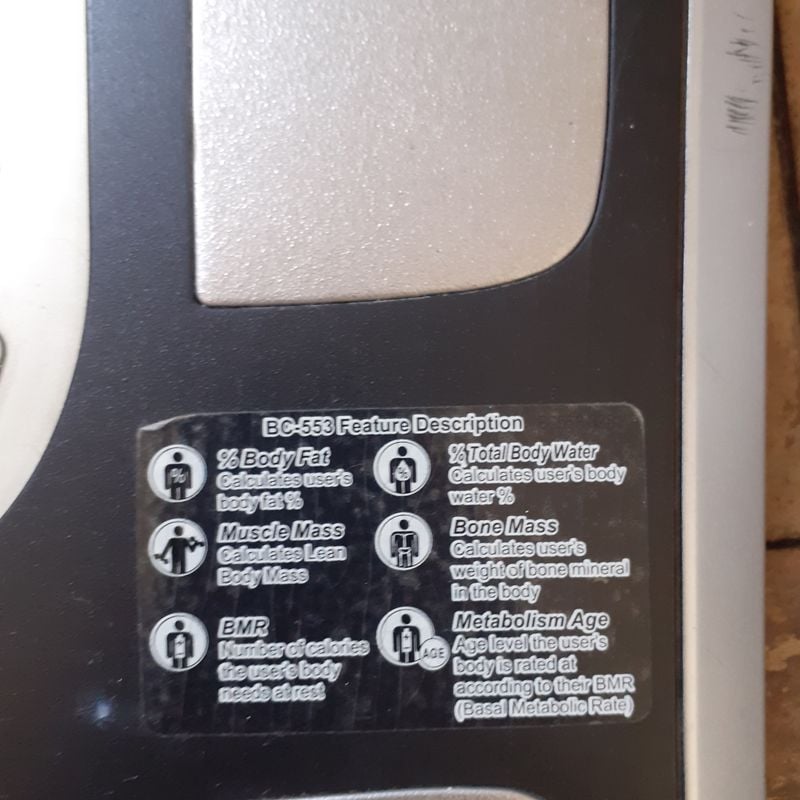 BC-553 Feature Description
% Body Fat
Calculates user's
body fat %
% Total Body Water
Calculates user's body
water %
Muscle Mass
Calculates Lean
Body Mass
Bone Mass
Calculates user's
weight of bone mineral
in the body
BMR
Number of calories
the user's body
needs at rest
Metabolism Age
Age level the user's
body is rated at
according to their BMR
(Basal Metabolic Rate)
%
%
AGE